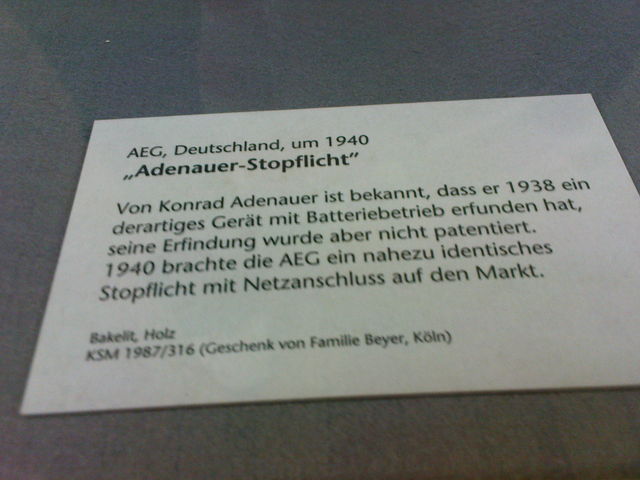 AEG, Deutschland, um 1940
„Adenauer-Stopflicht”
Von Konrad Adenauer ist bekannt, dass er 1938 ein
derartiges Gerät mit Batteriebetrieb erfunden hat,
seine Erfindung wurde aber nicht patentiert.
1940 brachte die AEG ein nahezu identisches
Stopflicht mit Netzanschluss auf den Markt.
Bakelit, Holz
KSM 1987/316 (Geschenk von Familie Beyer, Köln)